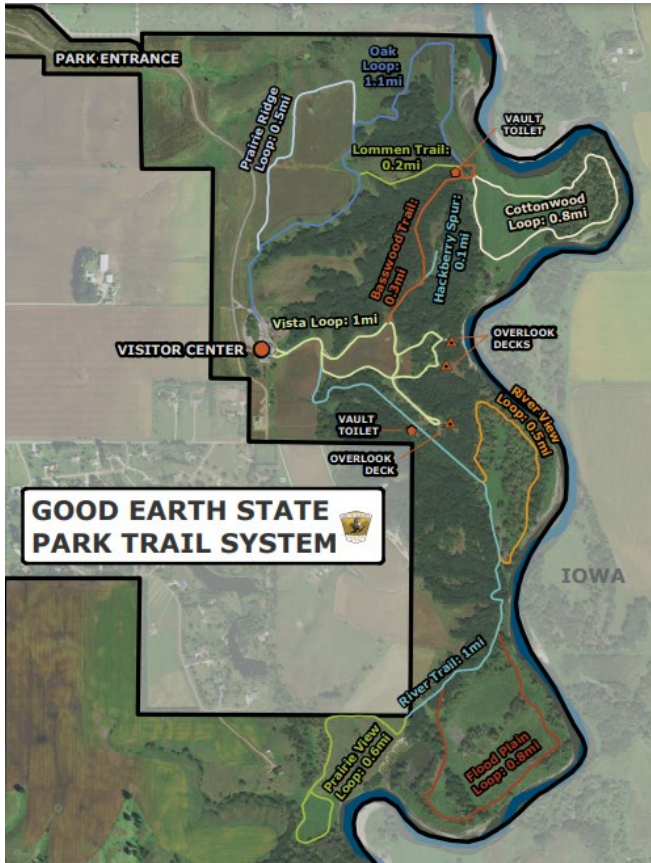 PARK ENTRANCE
Oak
Loop:
1.1mi
Prairie Ridge
Loop: 0.5mi
VAULT
TOILET
Lommen Trail:
0.2mi
Cottonwood
Loop: 0.8mi
Basswood Trail:
0.3mi
Hackberry Spur:
0.1mi
Vista Loop: 1mi
VISITOR CENTER
OVERLOOK
DECKS
River View
Loop: 0.5mi
VAULT
TOILET
OVERLOOK
DECK
GOOD EARTH STATE
PARK TRAIL SYSTEM
IOWA
River Trail: 1mi
Prairie View
Loop: 0.6mi
Flood Plain
Loop: 0.8mi